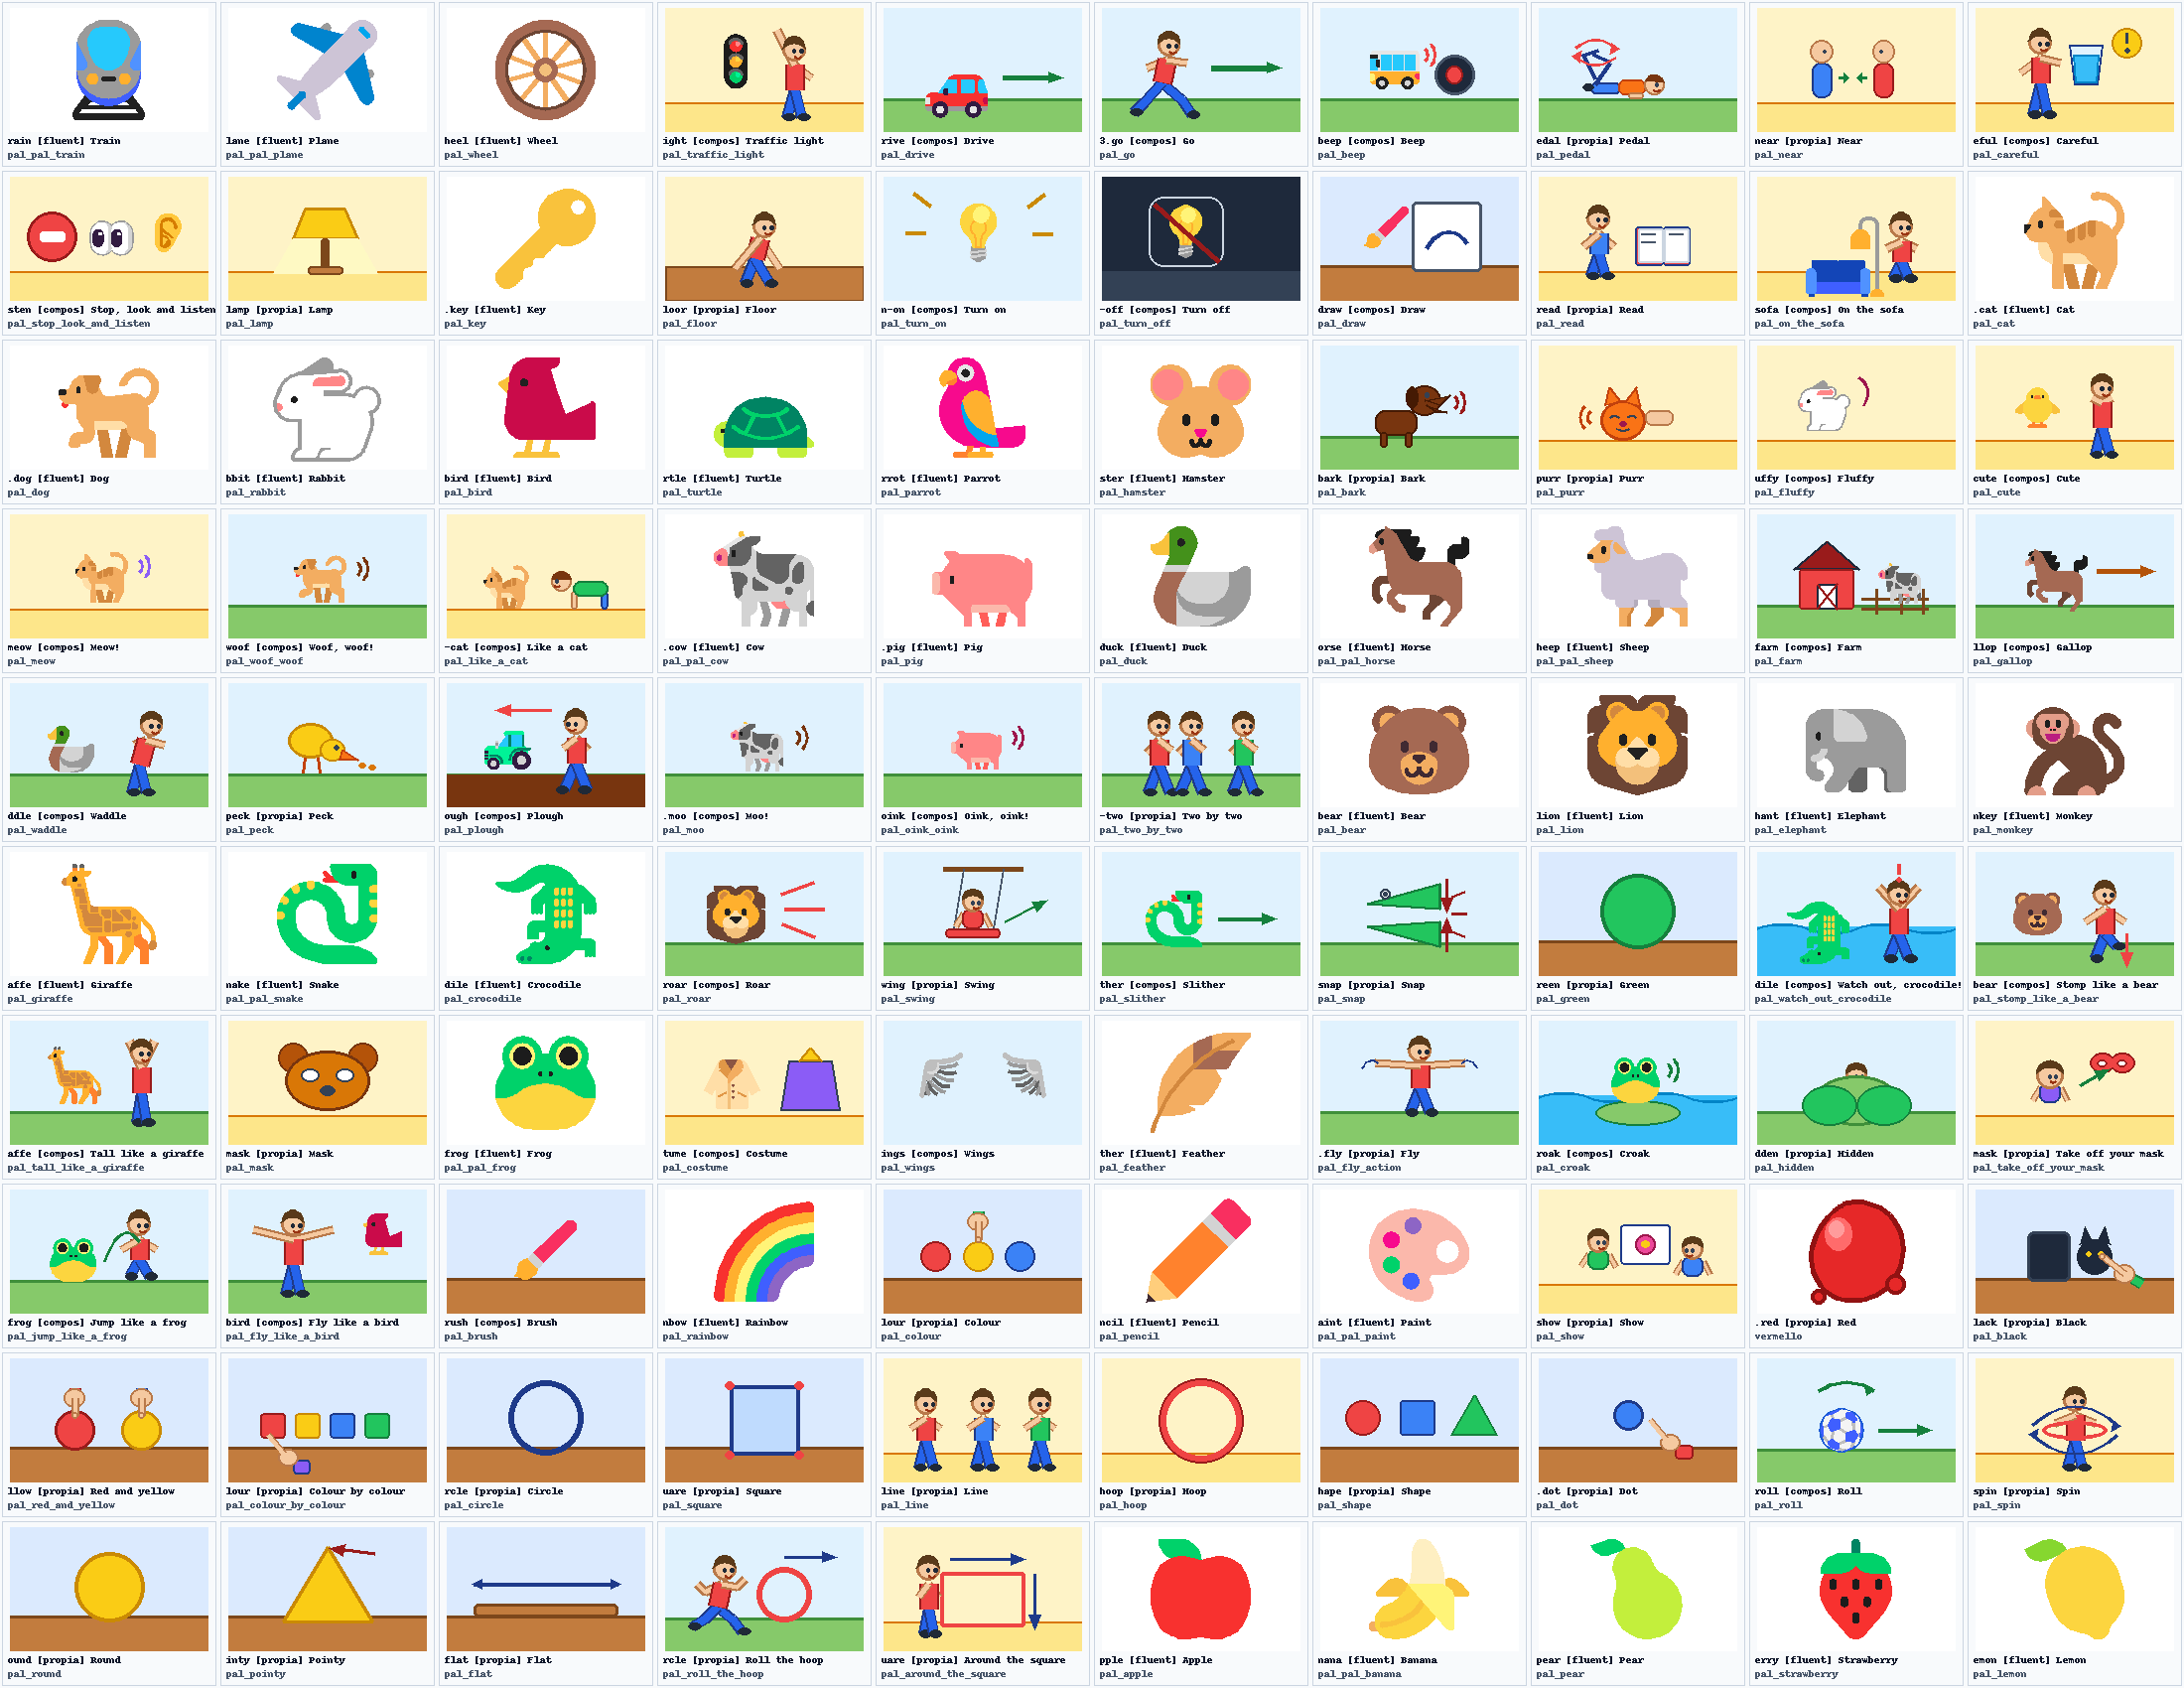 rain [fluent] Train
pal_pal_train
lane [fluent] Plane
pal_pal_plane
heel [fluent] Wheel
pal_wheel
ight [compos] Traffic light
pal_traffic_light
rive [compos] Drive
pal_drive
3.go [compos] Go
pal_go
beep [compos] Beep
pal_beep
edal [propia] Pedal
pal_pedal
near [propia] Near
pal_near
eful [compos] Careful
pal_careful
sten [compos] Stop, look and listen
pal_stop_look_and_listen
lamp [propia] Lamp
pal_lamp
.key [fluent] Key
pal_key
loor [propia] Floor
pal_floor
n-on [compos] Turn on
pal_turn_on
-off [compos] Turn off
pal_turn_off
draw [compos] Draw
pal_draw
read [propia] Read
pal_read
sofa [compos] On the sofa
pal_on_the_sofa
.cat [fluent] Cat
pal_cat
.dog [fluent] Dog
pal_dog
bbit [fluent] Rabbit
pal_rabbit
bird [fluent] Bird
pal_bird
rtle [fluent] Turtle
pal_turtle
rrot [fluent] Parrot
pal_parrot
ster [fluent] Hamster
pal_hamster
bark [propia] Bark
pal_bark
purr [propia] Purr
pal_purr
uffy [compos] Fluffy
pal_fluffy
cute [compos] Cute
pal_cute
meow [compos] Meow!
pal_meow
woof [compos] Woof, woof!
pal_woof_woof
-cat [compos] Like a cat
pal_like_a_cat
.cow [fluent] Cow
pal_pal_cow
.pig [fluent] Pig
pal_pig
duck [fluent] Duck
pal_duck
orse [fluent] Horse
pal_pal_horse
heep [fluent] Sheep
pal_pal_sheep
farm [compos] Farm
pal_farm
llop [compos] Gallop
pal_gallop
ddle [compos] Waddle
pal_waddle
peck [propia] Peck
pal_peck
ough [compos] Plough
pal_plough
.moo [compos] Moo!
pal_moo
oink [compos] Oink, oink!
pal_oink_oink
-two [propia] Two by two
pal_two_by_two
bear [fluent] Bear
pal_bear
lion [fluent] Lion
pal_lion
hant [fluent] Elephant
pal_elephant
nkey [fluent] Monkey
pal_monkey
affe [fluent] Giraffe
pal_giraffe
nake [fluent] Snake
pal_pal_snake
dile [fluent] Crocodile
pal_crocodile
roar [compos] Roar
pal_roar
wing [propia] Swing
pal_swing
ther [compos] Slither
pal_slither
snap [propia] Snap
pal_snap
reen [propia] Green
pal_green
dile [compos] Watch out, crocodile!
pal_watch_out_crocodile
bear [compos] Stomp like a bear
pal_stomp_like_a_bear
affe [compos] Tall like a giraffe
pal_tall_like_a_giraffe
mask [propia] Mask
pal_mask
frog [fluent] Frog
pal_pal_frog
tume [compos] Costume
pal_costume
ings [compos] Wings
pal_wings
ther [fluent] Feather
pal_feather
.fly [propia] Fly
pal_fly_action
roak [compos] Croak
pal_croak
dden [propia] Hidden
pal_hidden
mask [propia] Take off your mask
pal_take_off_your_mask
frog [compos] Jump like a frog
pal_jump_like_a_frog
bird [compos] Fly like a bird
pal_fly_like_a_bird
rush [compos] Brush
pal_brush
nbow [fluent] Rainbow
pal_rainbow
lour [propia] Colour
pal_colour
ncil [fluent] Pencil
pal_pencil
aint [fluent] Paint
pal_pal_paint
show [propia] Show
pal_show
.red [propia] Red
vermello
lack [propia] Black
pal_black
llow [propia] Red and yellow
pal_red_and_yellow
lour [propia] Colour by colour
pal_colour_by_colour
rcle [propia] Circle
pal_circle
uare [propia] Square
pal_square
line [propia] Line
pal_line
hoop [propia] Hoop
pal_hoop
hape [propia] Shape
pal_shape
.dot [propia] Dot
pal_dot
roll [compos] Roll
pal_roll
spin [propia] Spin
pal_spin
ound [propia] Round
pal_round
inty [propia] Pointy
pal_pointy
flat [propia] Flat
pal_flat
rcle [propia] Roll the hoop
pal_roll_the_hoop
uare [propia] Around the square
pal_around_the_square
pple [fluent] Apple
pal_apple
nana [fluent] Banana
pal_pal_banana
pear [fluent] Pear
pal_pear
erry [fluent] Strawberry
pal_strawberry
emon [fluent] Lemon
pal_lemon